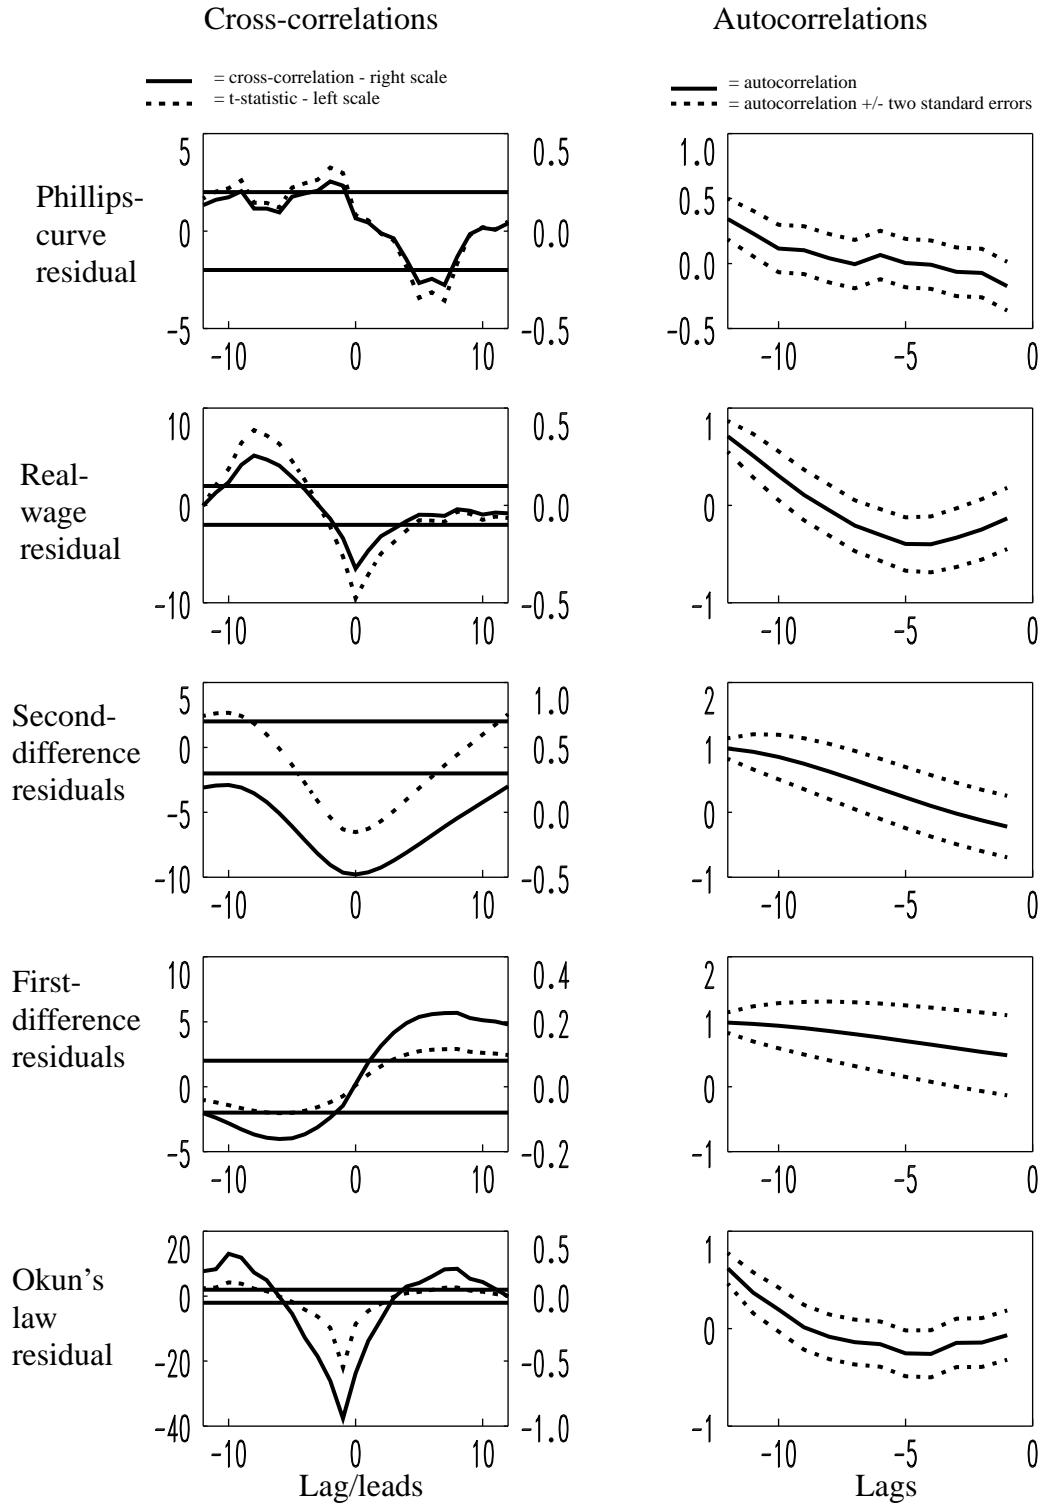 Cross-correlations
Autocorrelations
= cross-correlation - right scale
= t-statistic - left scale
= autocorrelation
= autocorrelation +/- two standard errors
Phillips-
curve
residual
5
0
-5
0.5
0.0
-0.5
-10 0 10
1.0
0.5
0.0
-0.5
-10 -5 0
Real-
wage
residual
10
0
-10
0.5
0.0
-0.5
-10 0 10
1
0
-1
-10 -5 0
Second-
difference
residuals
5
0
-5
-10
1.0
0.5
0.0
-0.5
-10 0 10
2
1
0
-1
-10 -5 0
First-
difference
residuals
10
5
0
-5
0.4
0.2
0.0
-0.2
-10 0 10
2
1
0
-1
-10 -5 0
Okun's
law
residual
20
0
-20
-40
0.5
0.0
-0.5
-1.0
-10 0 10
Lag/leads
1
0
-1
-10 -5 0
Lags